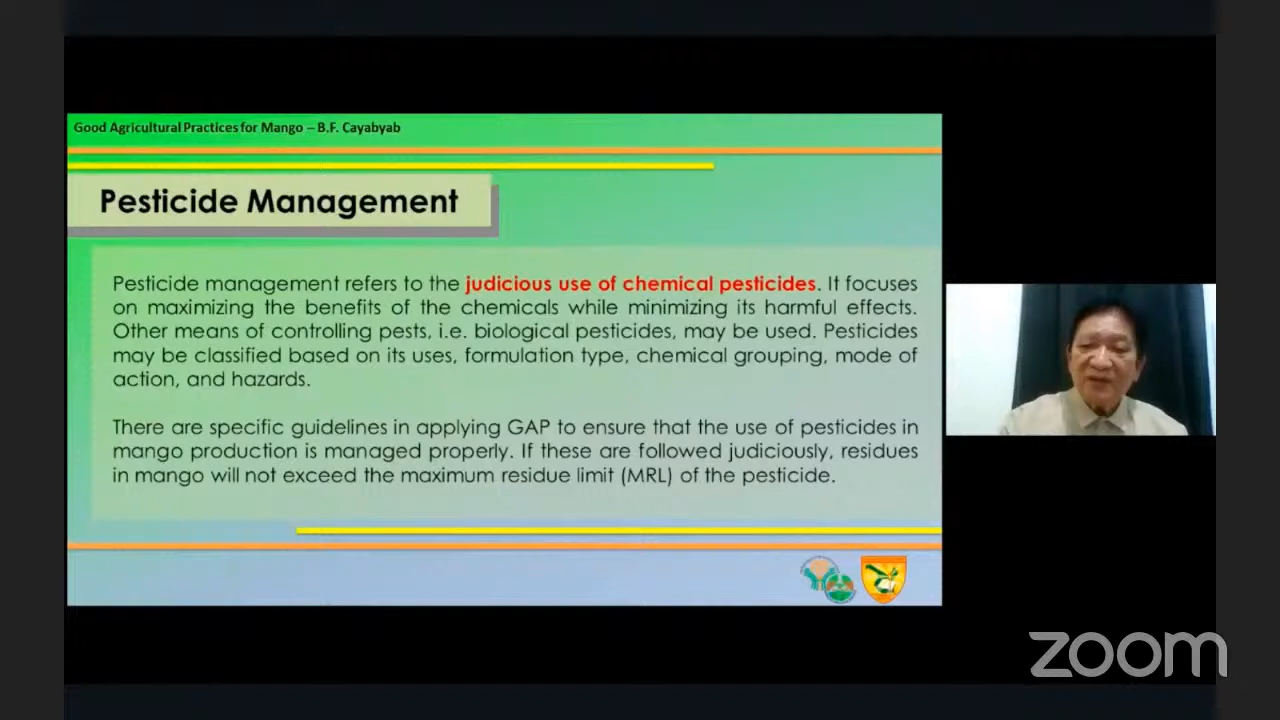 Good Agricultural Practices for Mango – B.F. Cayabyab
Pesticide Management
Pesticide management refers to the judicious use of chemical pesticides. It focuses
on maximizing the benefits of the chemicals while minimizing its harmful effects.
Other means of controlling pests, i.e. biological pesticides, may be used. Pesticides
may be classified based on its uses, formulation type, chemical grouping, mode of
action, and hazards.
There are specific guidelines in applying GAP to ensure that the use of pesticides in
mango production is managed properly. If these are followed judiciously, residues
in mango will not exceed the maximum residue limit (MRL) of the pesticide.
zoom